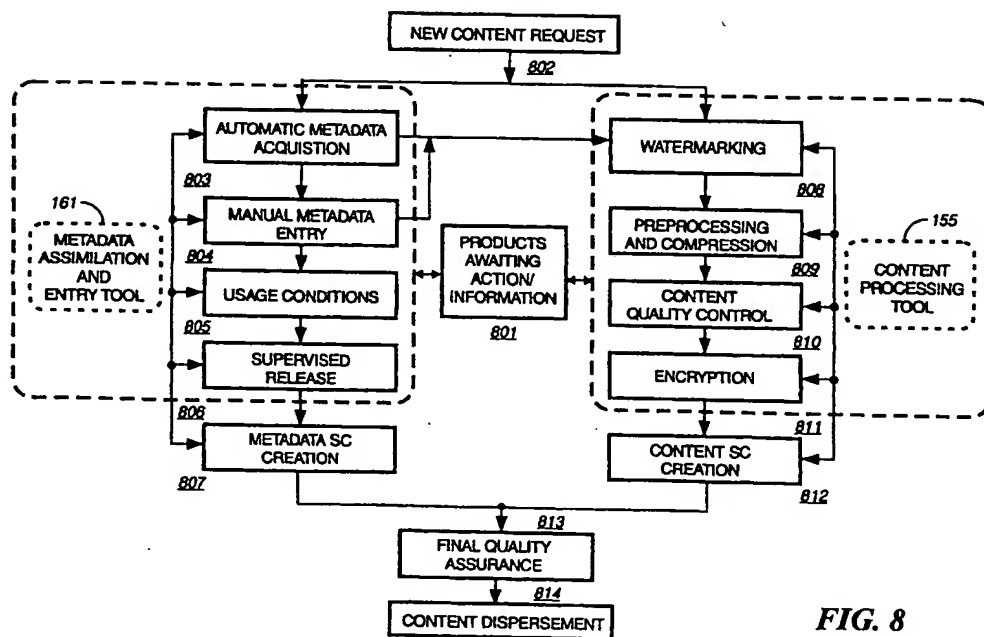 NEW CONTENT REQUEST
802
AUTOMATIC METADATA
ACQUISTION
803
MANUAL METADATA
ENTRY
804
USAGE CONDITIONS
805
SUPERVISED
RELEASE
806
METADATA SC
CREATION
807
161
METADATA
ASSIMILATION
AND
ENTRY TOOL
PRODUCTS
AWAITING
ACTION/
INFORMATION
801
WATERMARKING
808
PREPROCESSING
AND COMPRESSION
809
CONTENT
QUALITY CONTROL
810
ENCRYPTION
811
CONTENT SC
CREATION
812
155
CONTENT
PROCESSING
TOOL
813
FINAL QUALITY
ASSURANCE
814
CONTENT DISPERSEMENT
FIG. 8